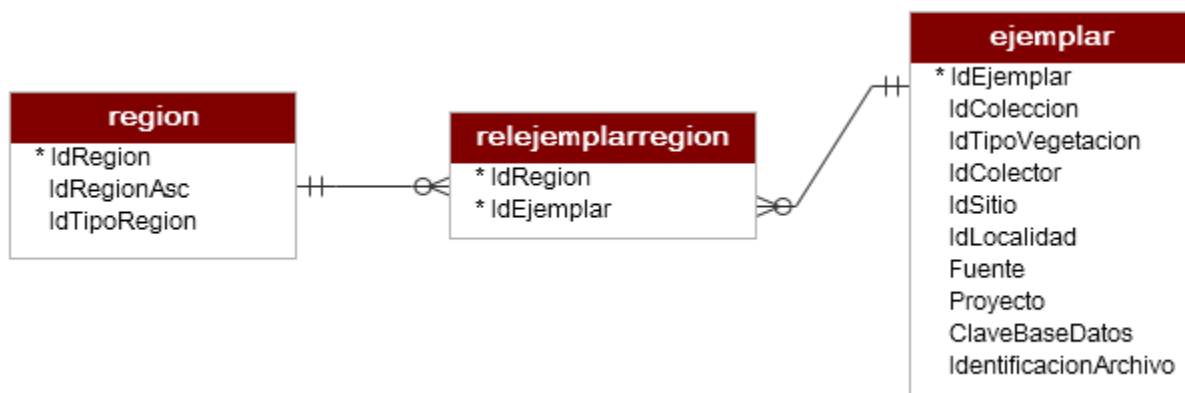 region
* IdRegion
IdRegionAsc
IdTipoRegion
relejemplarregion
* IdRegion
* IdEjemplar
ejemplar
* IdEjemplar
IdColeccion
IdTipoVegetacion
IdColector
IdSitio
IdLocalidad
Fuente
Proyecto
ClaveBaseDatos
IdentificacionArchivo